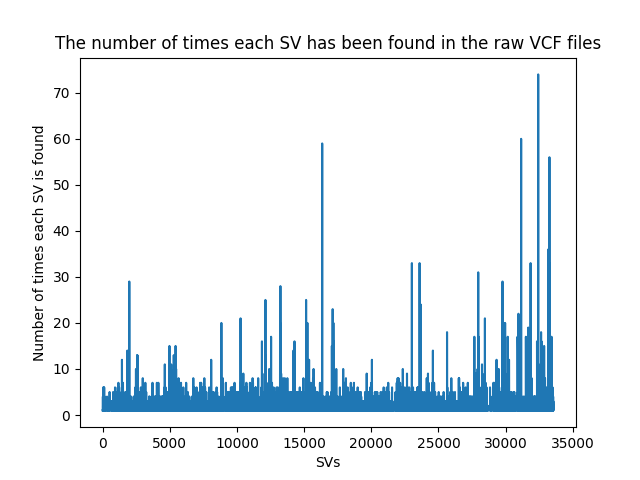 The number of times each SV has been found in the raw VCF files
Number of times each SV is found
70
60
50
40
30
20
10
0
0 5000 10000 15000 20000 25000 30000 35000
SVs